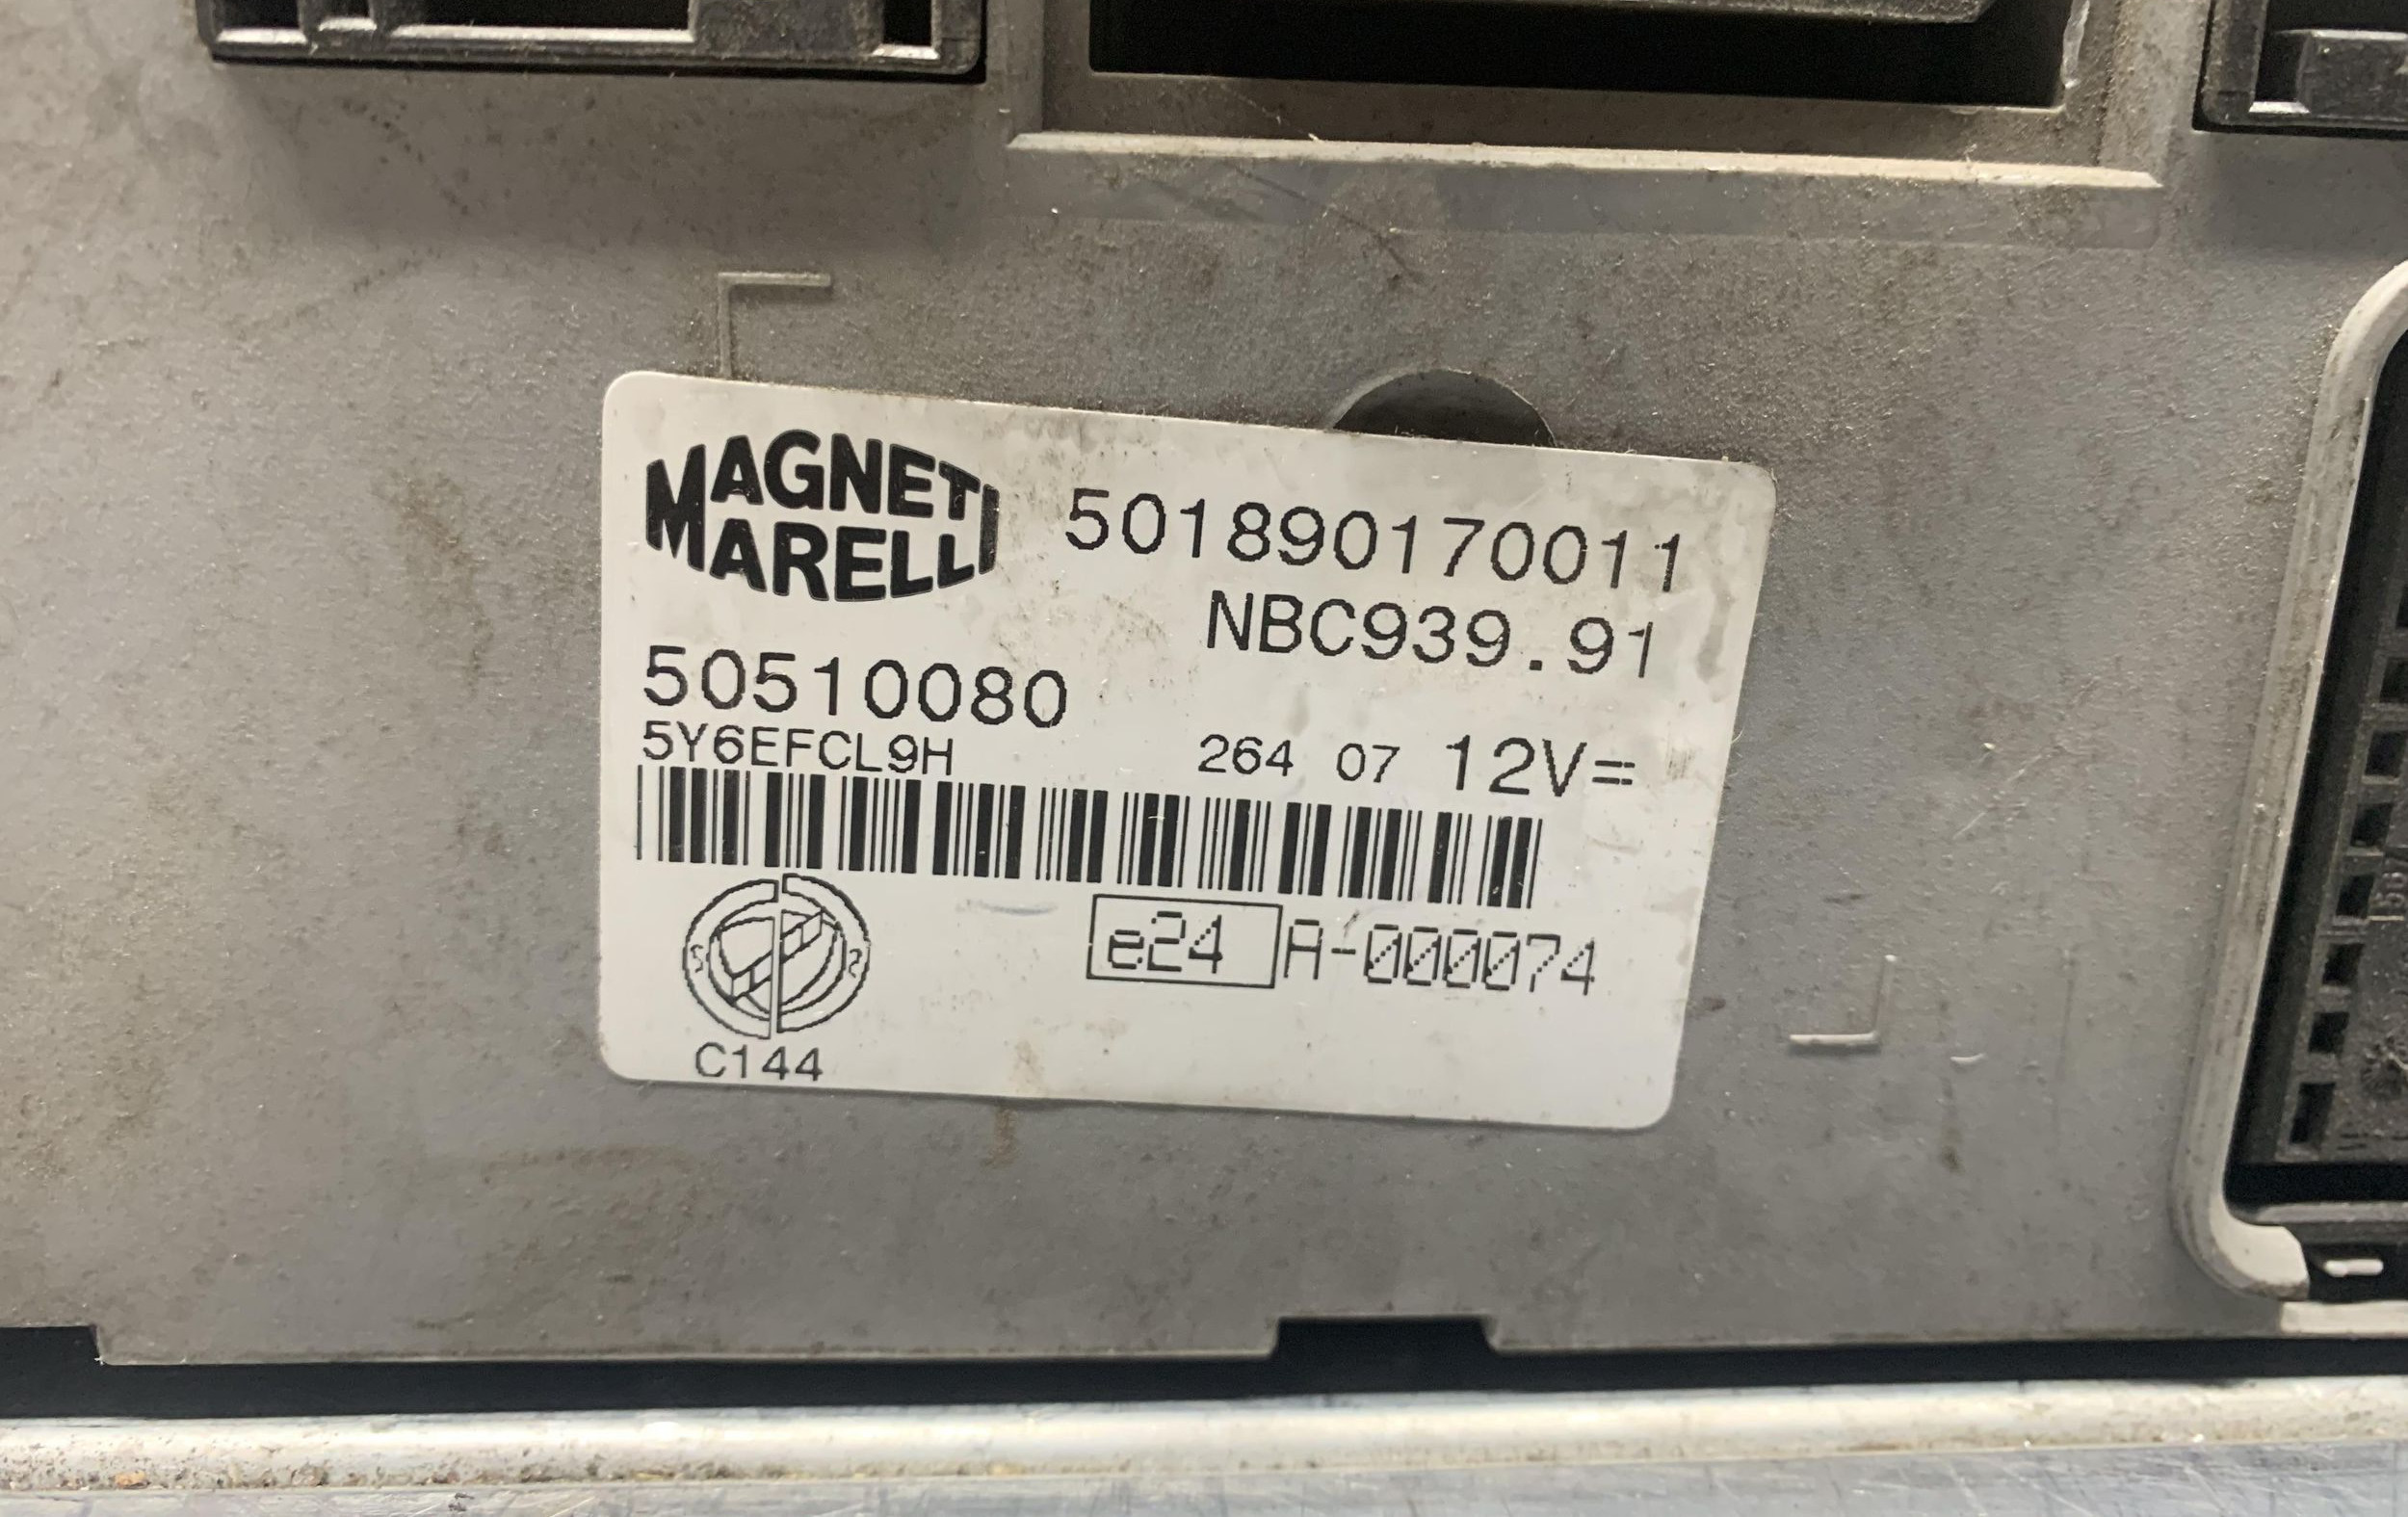 MAGNETI
MARELLI
501890170011
NBC939.91
50510080
5Y6EFCL9H 264 07 12V=
e24 A-000074
C144